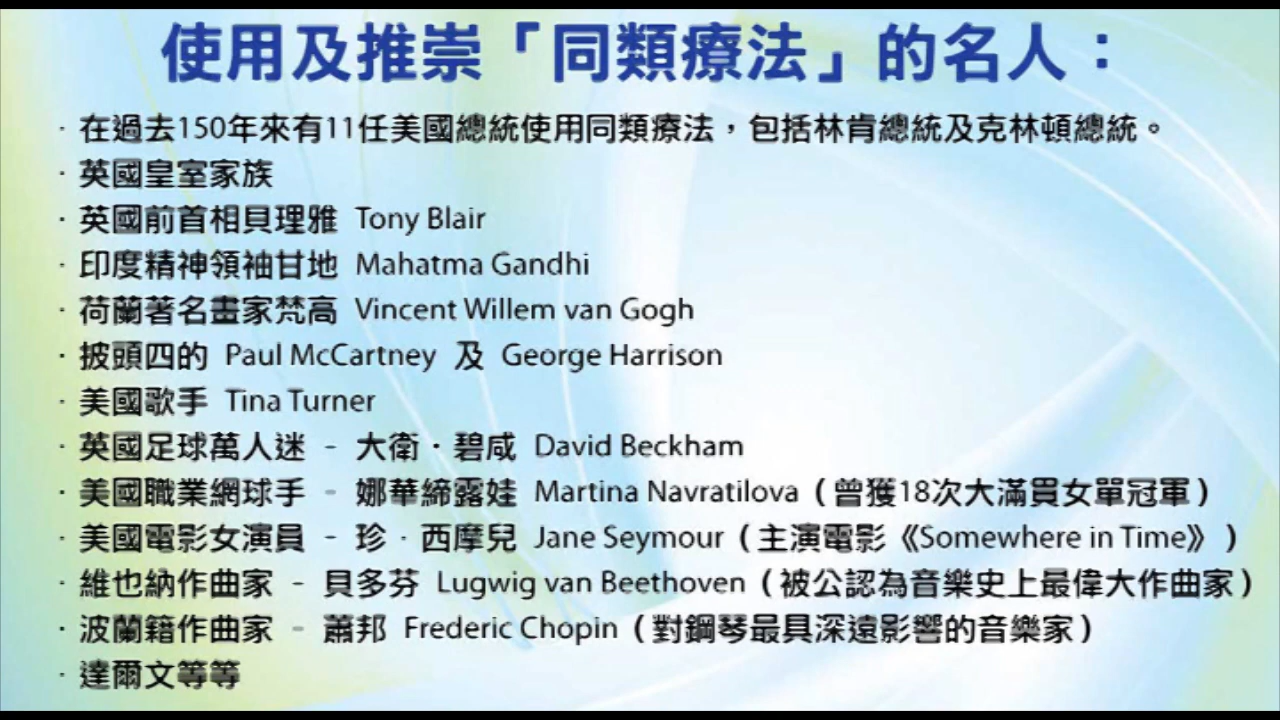 使用及推崇「同類療法」的名人：
· 在過去150年來有11任美國總統使用同類療法，包括林肯總統及克林頓總統。
· 英國皇室家族
· 英國前首相貝理雅 Tony Blair
· 印度精神領袖甘地 Mahatma Gandhi
· 荷蘭著名畫家梵高 Vincent Willem van Gogh
· 披頭四的 Paul McCartney 及 George Harrison
· 美國歌手 Tina Turner
· 英國足球萬人迷 - 大衛·碧咸 David Beckham
· 美國職業網球手 - 娜華締露娃 Martina Navratilova（曾獲18次大滿貫女單冠軍）
· 美國電影女演員 - 珍·西摩兒 Jane Seymour（主演電影《Somewhere in Time》）
· 維也納作曲家 - 貝多芬 Lugwig van Beethoven（被公認為音樂史上最偉大作曲家）
· 波蘭籍作曲家 - 蕭邦 Frederic Chopin（對鋼琴最具深遠影響的音樂家）
· 達爾文等等